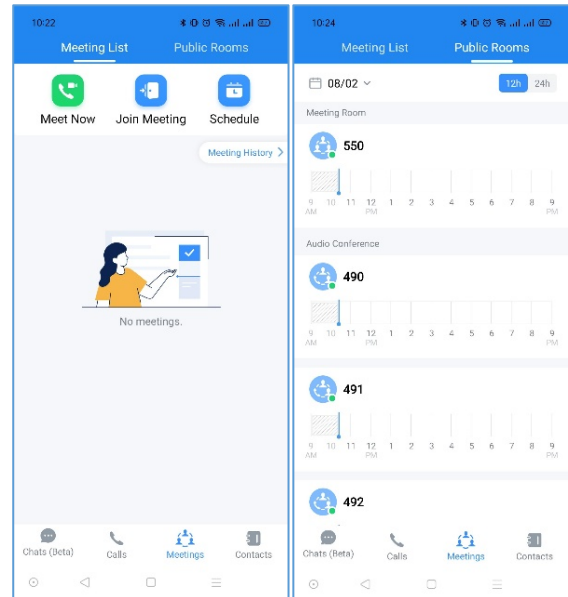 10:22
Meeting List Public Rooms
Meet Now Join Meeting Schedule
Meeting History >
No meetings.
Chats (Beta) Calls Meetings Contacts
10:24
Meeting List Public Rooms
08/02 12h 24h
Meeting Room
550
9 10 11 12 1 2 3 4 5 6 7 8 9
AM PM PM
Audio Conference
490
9 10 11 12 1 2 3 4 5 6 7 8 9
AM PM PM
491
9 10 11 12 1 2 3 4 5 6 7 8 9
AM PM PM
492
Chats (Beta) Calls Meetings Contacts